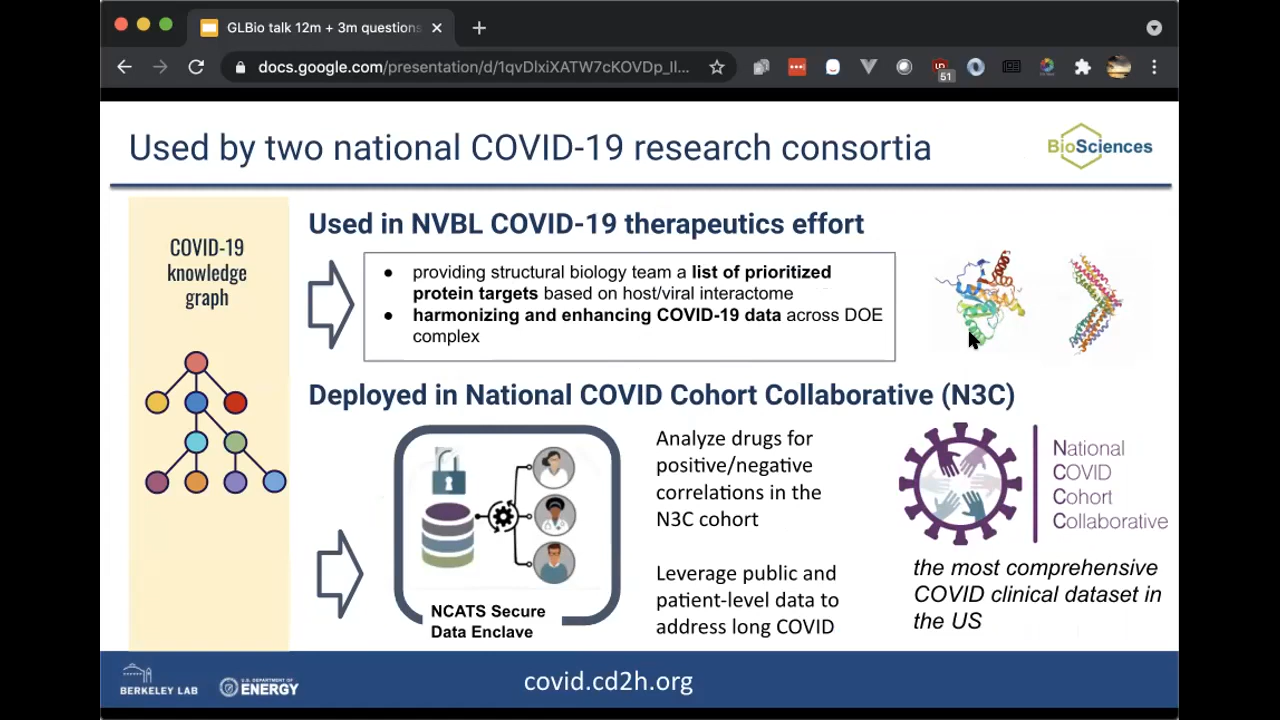 GLBio talk 12m + 3m questions
docs.google.com/presentation/d/1qvDlxiXATW7cKOVDp_Il...
51
Used by two national COVID-19 research consortia
BioSciences
COVID-19
knowledge
graph
Used in NVBL COVID-19 therapeutics effort
● providing structural biology team a list of prioritized
protein targets based on host/viral interactome
● harmonizing and enhancing COVID-19 data across DOE
complex
Deployed in National COVID Cohort Collaborative (N3C)
NCATS Secure
Data Enclave
Analyze drugs for
positive/negative
correlations in the
N3C cohort
Leverage public and
patient-level data to
address long COVID
National
COVID
Cohort
Collaborative
the most comprehensive
COVID clinical dataset in
the US
BERKELEY LAB
U.S. DEPARTMENT OF
ENERGY
covid.cd2h.org